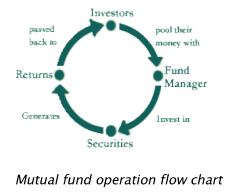 Investors
passed
back to
pool their
money with
Returns
Fund
Manager
Generates
Invest in
Securities
Mutual fund operation flow chart